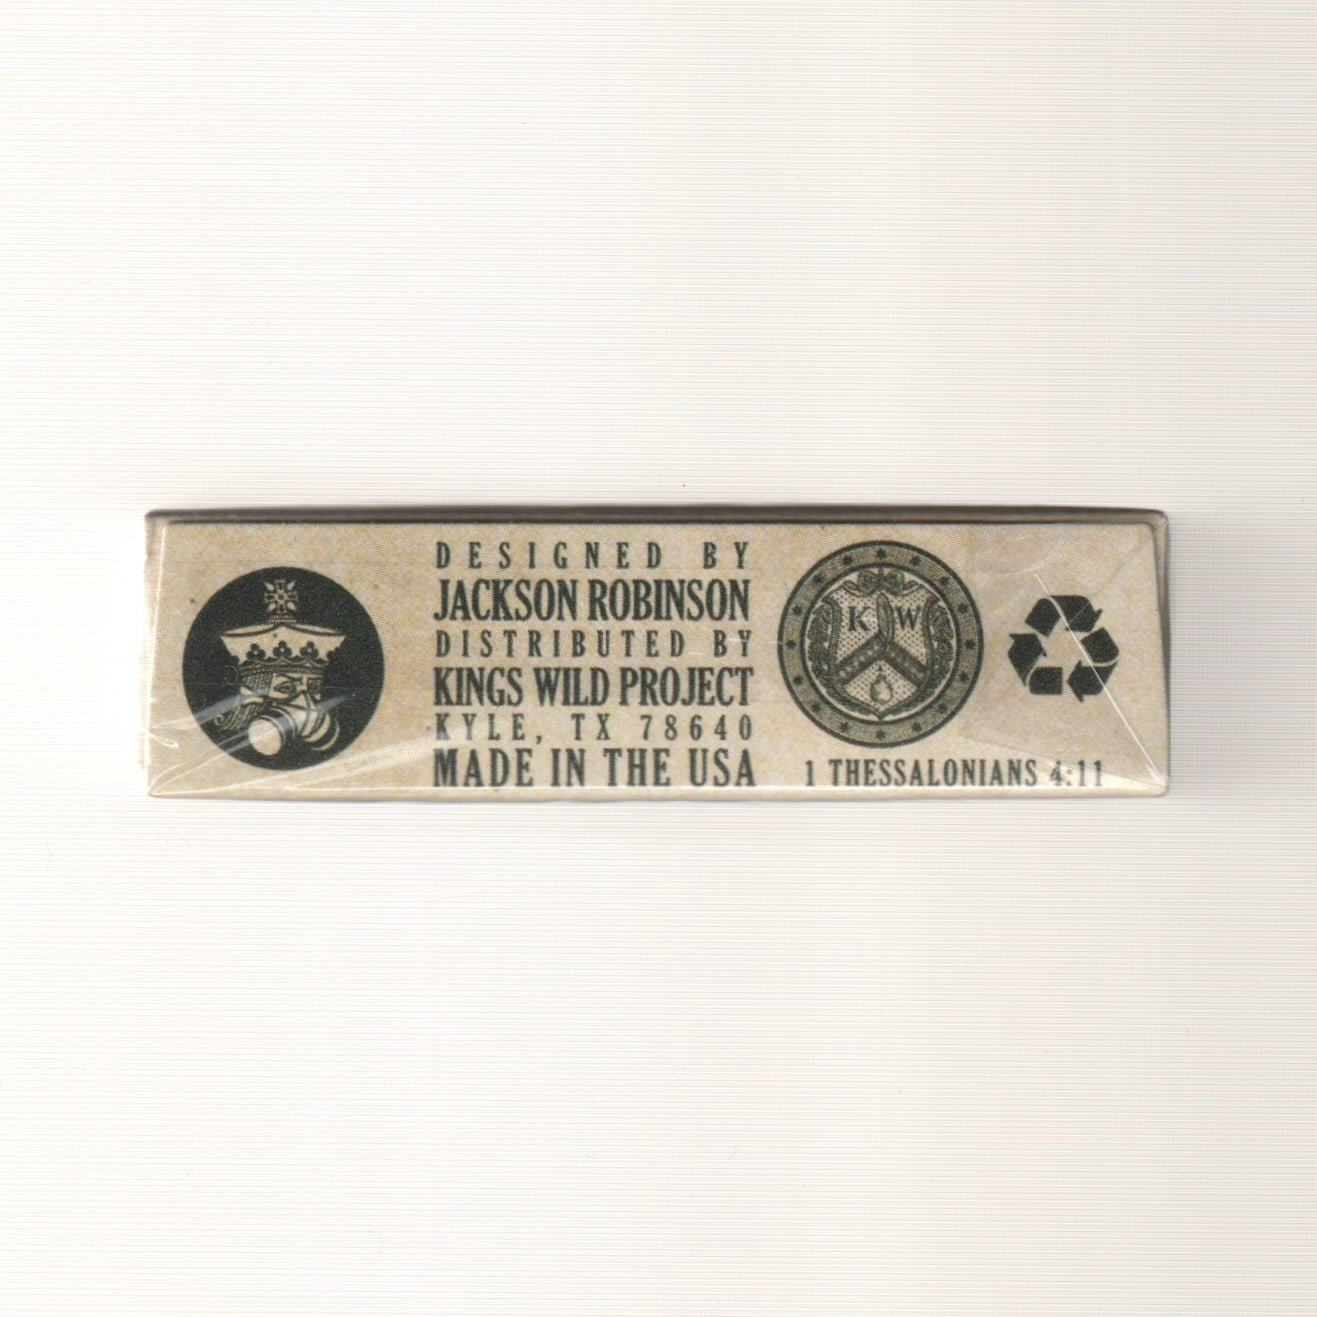 DESIGNED BY
JACKSON ROBINSON
DISTRIBUTED BY
KINGS WILD PROJECT
KYLE, TX 78640
MADE IN THE USA
K W
1 THESSALONIANS 4:11